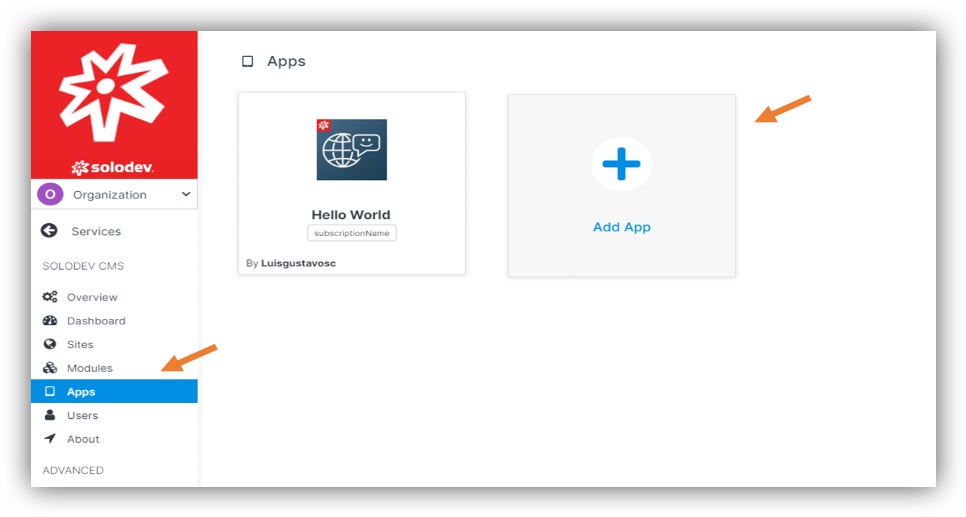 solodev.
O Organization
Services
SOLODEV CMS
Overview
Dashboard
Sites
Modules
Apps
Users
About
ADVANCED
Apps
Hello World
subscriptionName
By Luisgustavosc
Add App